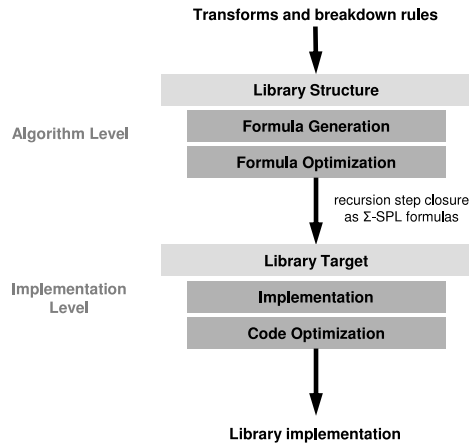 Transforms and breakdown rules
Library Structure
Algorithm Level
Formula Generation
Formula Optimization
recursion step closure
as Σ-SPL formulas
Library Target
Implementation
Level
Implementation
Code Optimization
Library implementation